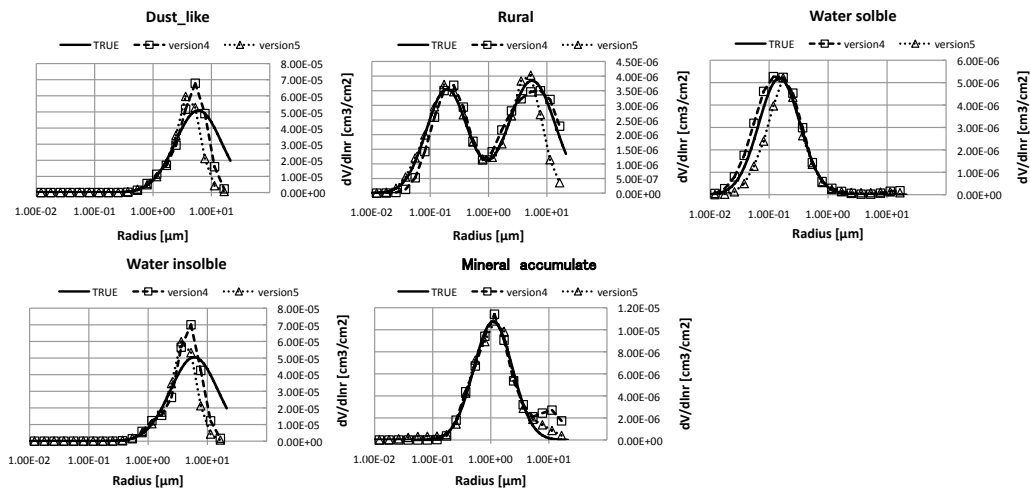 Dust_like
TRUE version4 version5
8.00E-05
7.00E-05
6.00E-05
5.00E-05
4.00E-05
3.00E-05
2.00E-05
1.00E-05
0.00E+00
dV/dlnr [cm3/cm2]
1.00E-02 1.00E-01 1.00E+00 1.00E+01
Radius [µm]
Rural
TRUE version4 version5
4.50E-06
4.00E-06
3.50E-06
3.00E-06
2.50E-06
2.00E-06
1.50E-06
1.00E-06
5.00E-07
0.00E+00
dV/dlnr [cm3/cm2]
1.00E-02 1.00E-01 1.00E+00 1.00E+01
Radius [µm]
Water solble
TRUE version4 version5
6.00E-06
5.00E-06
4.00E-06
3.00E-06
2.00E-06
1.00E-06
0.00E+00
dV/dlnr [cm3/cm2]
1.00E-02 1.00E-01 1.00E+00 1.00E+01
Radius [µm]
Water insolble
TRUE version4 version5
8.00E-05
7.00E-05
6.00E-05
5.00E-05
4.00E-05
3.00E-05
2.00E-05
1.00E-05
0.00E+00
dV/dlnr [cm3/cm2]
1.00E-02 1.00E-01 1.00E+00 1.00E+01
Radius [µm]
Mineral accumulate
TRUE version4 version5
1.20E-05
1.00E-05
8.00E-06
6.00E-06
4.00E-06
2.00E-06
0.00E+00
dV/dlnr [cm3/cm2]
1.00E-02 1.00E-01 1.00E+00 1.00E+01
Radius [µm]